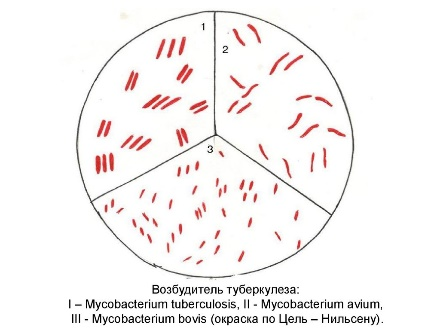 1
2
3
Возбудитель туберкулеза:
I – Mycobacterium tuberculosis, II - Mycobacterium avium,
III - Mycobacterium bovis (окраска по Цель – Нильсену).